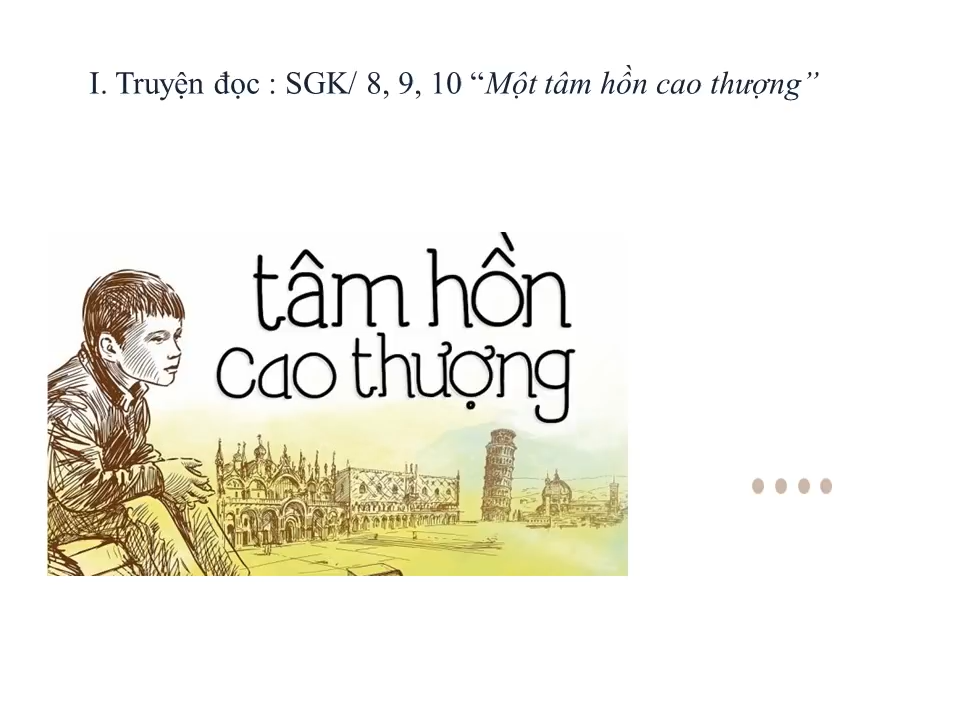 I. Truyện đọc : SGK/ 8, 9, 10 “Một tâm hồn cao thượng”
tâm hồn
cao thượng